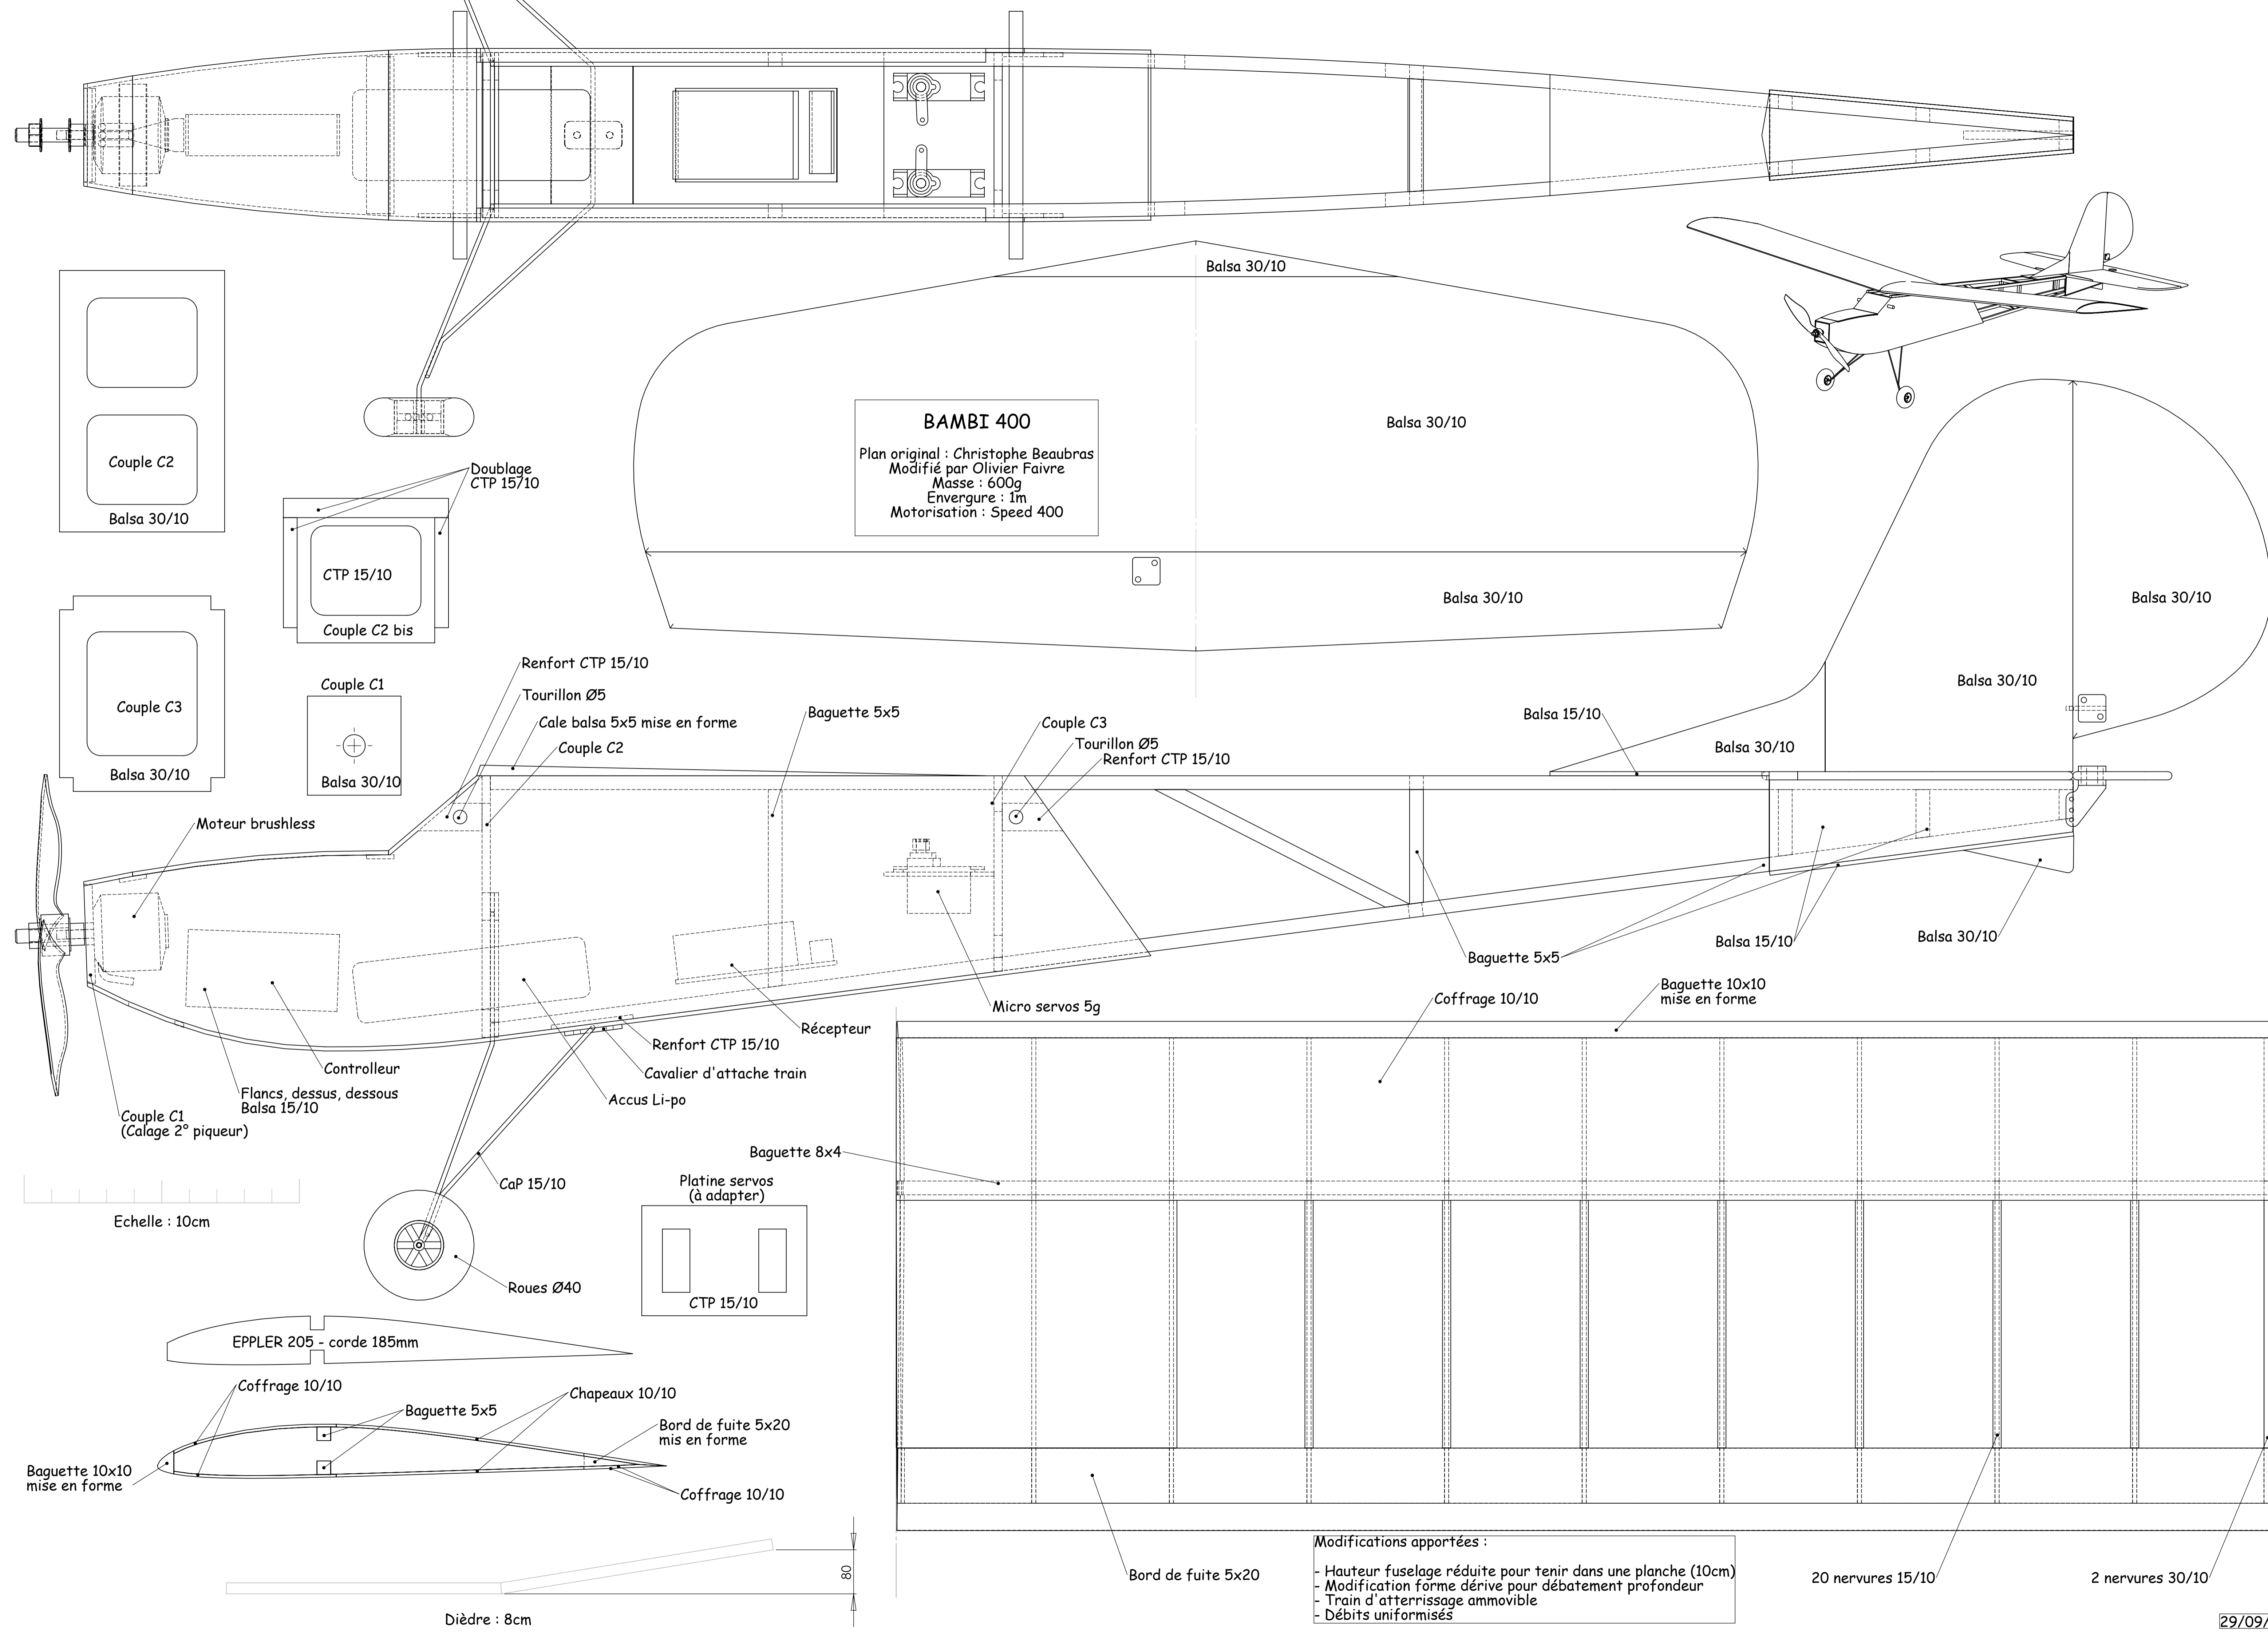 Balsa 30/10
Couple C2
Balsa 30/10
Doublage
CTP 15/10
BAMBI 400
Plan original : Christophe Beaubras
Modifié par Olivier Faivre
Masse : 600g
Envergure : 1m
Motorisation : Speed 400
Balsa 30/10
CTP 15/10
Couple C2 bis
Balsa 30/10
Balsa 30/10
Couple C3
Balsa 30/10
Couple C1
Balsa 30/10
Renfort CTP 15/10
Tourillon Ø5
Cale balsa 5x5 mise en forme
Couple C2
Baguette 5x5
Couple C3
Tourillon Ø5
Renfort CTP 15/10
Balsa 15/10
Balsa 30/10
Balsa 30/10
Moteur brushless
Balsa 15/10
Balsa 30/10
Baguette 5x5
Micro servos 5g
Récepteur
Renfort CTP 15/10
Cavalier d'attache train
Accus Li-po
Controlleur
Flancs, dessus, dessous
Balsa 15/10
Couple C1
(Calage 2° piqueur)
Coffrage 10/10
Baguette 10x10
mise en forme
Baguette 8x4
CaP 15/10
Platine servos
(à adapter)
CTP 15/10
Echelle : 10cm
Roues Ø40
EPPLER 205 - corde 185mm
Coffrage 10/10
Chapeaux 10/10
Baguette 5x5
Bord de fuite 5x20
mis en forme
Baguette 10x10
mise en forme
Coffrage 10/10
80
Dièdre : 8cm
Bord de fuite 5x20
Modifications apportées :
- Hauteur fuselage réduite pour tenir dans une planche (10cm)
- Modification forme dérive pour débatement profondeur
- Train d'atterrissage ammovible
- Débits uniformisés
20 nervures 15/10
2 nervures 30/10
29/09/